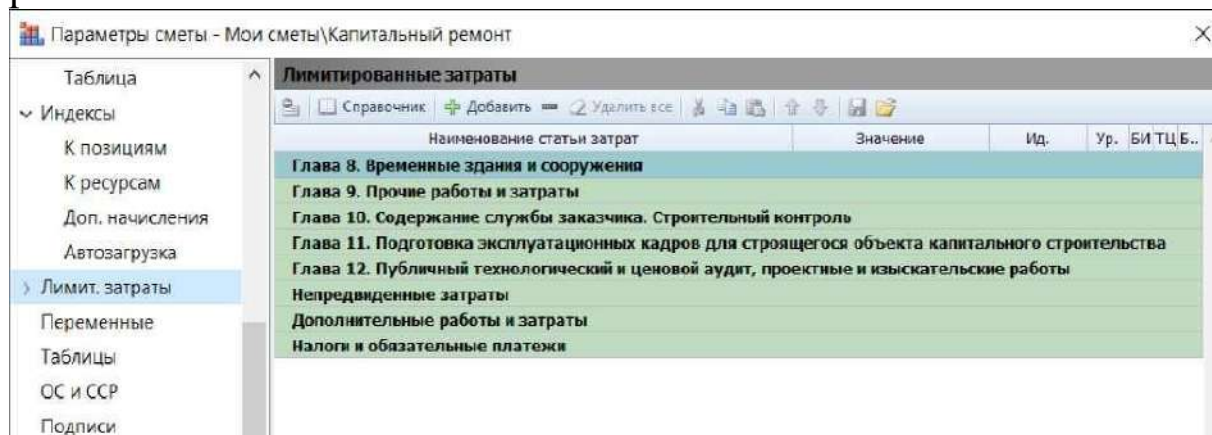 Параметры сметы - Мои сметы\Капитальный ремонт
Таблица
Индексы
К позициям
К ресурсам
Доп. начисления
Автозагрузка
Лимит. затраты
Переменные
Таблицы
ОС и ССР
Подписи
Лимитированные затраты
Справочник Добавить Удалить все
Наименование статьи затрат Значение Ид. Ур. БИ ТЦ Б..
Глава 8. Временные здания и сооружения
Глава 9. Прочие работы и затраты
Глава 10. Содержание службы заказчика. Строительный контроль
Глава 11. Подготовка эксплуатационных кадров для строящегося объекта капитального строительства
Глава 12. Публичный технологический и ценовой аудит, проектные и изыскательские работы
Непредвиденные затраты
Дополнительные работы и затраты
Налоги и обязательные платежи